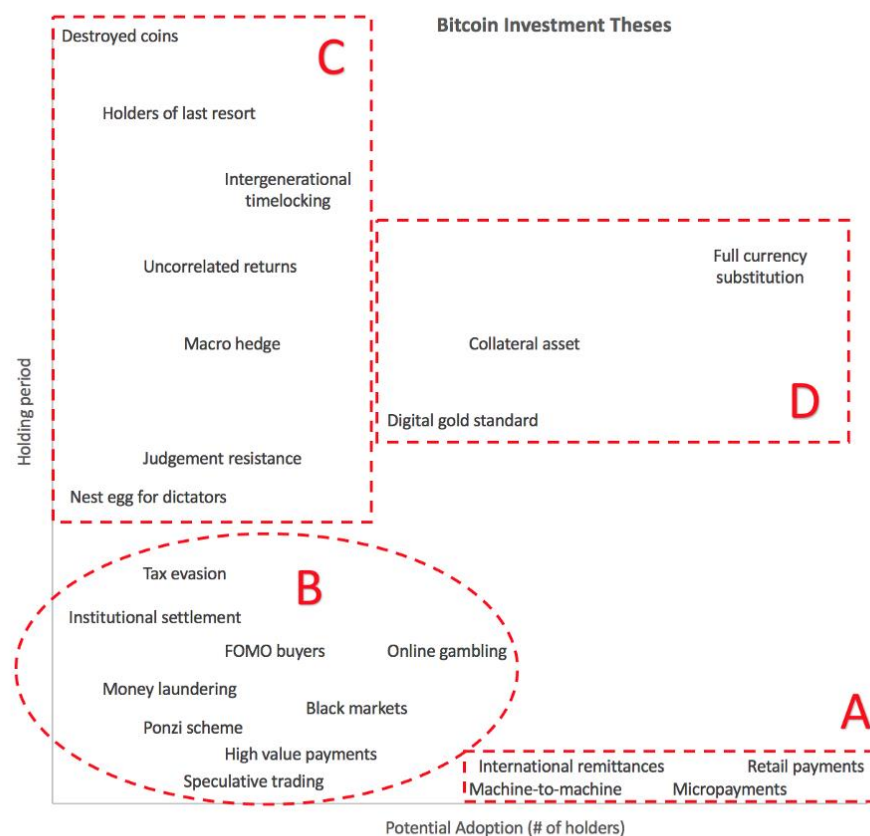 Bitcoin Investment Theses
Destroyed coins
C
Holders of last resort
Intergenerational
timelocking
Uncorrelated returns
Full currency
substitution
Macro hedge
Collateral asset
D
Digital gold standard
Holding period
Judgement resistance
Nest egg for dictators
Tax evasion
B
Institutional settlement
FOMO buyers
Online gambling
Money laundering
Black markets
A
Ponzi scheme
High value payments
Speculative trading
International remittances
Retail payments
Machine-to-machine
Micropayments
Potential Adoption (# of holders)